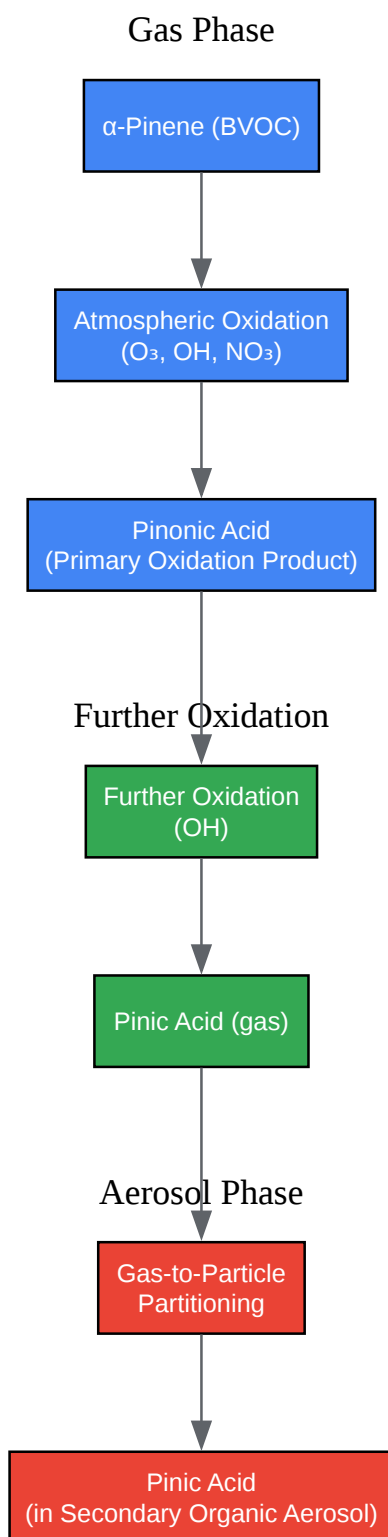 Gas Phase
α-Pinene (BVOC)
Atmospheric Oxidation
(O₃, OH, NO₃)
Pinonic Acid
(Primary Oxidation Product)
Further Oxidation
Further Oxidation
(OH)
Pinic Acid (gas)
Aerosol Phase
Gas-to-Particle
Partitioning
Pinic Acid
(in Secondary Organic Aerosol)